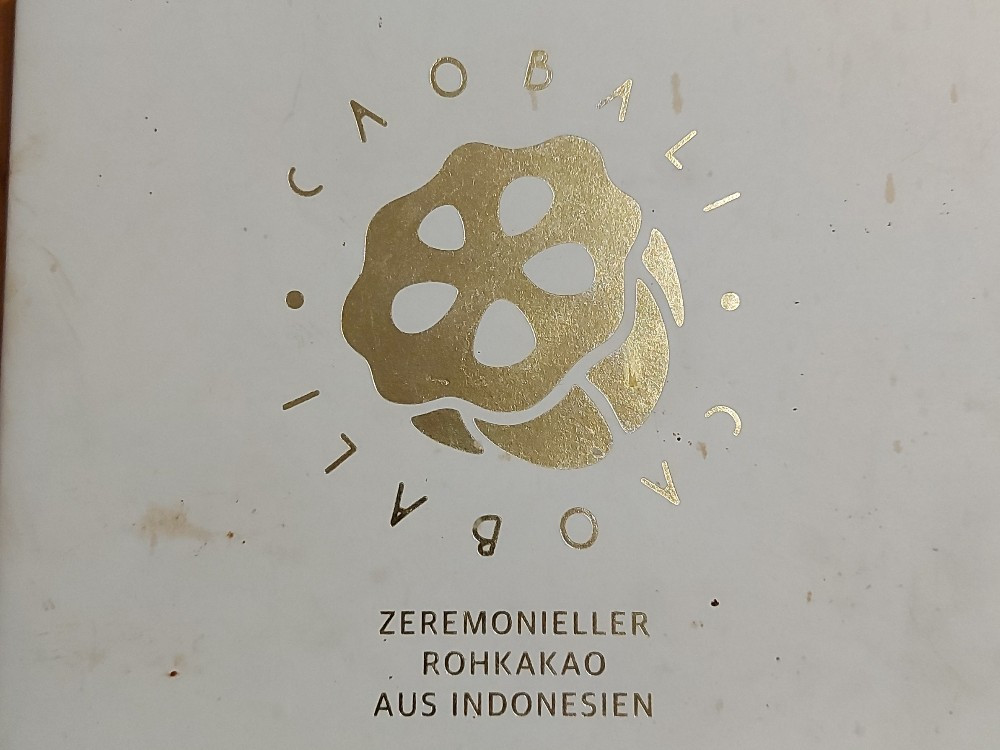 CAOBALI • CAOBALI •
ZEREMONIELLER
ROHKAKAO
AUS INDONESIEN